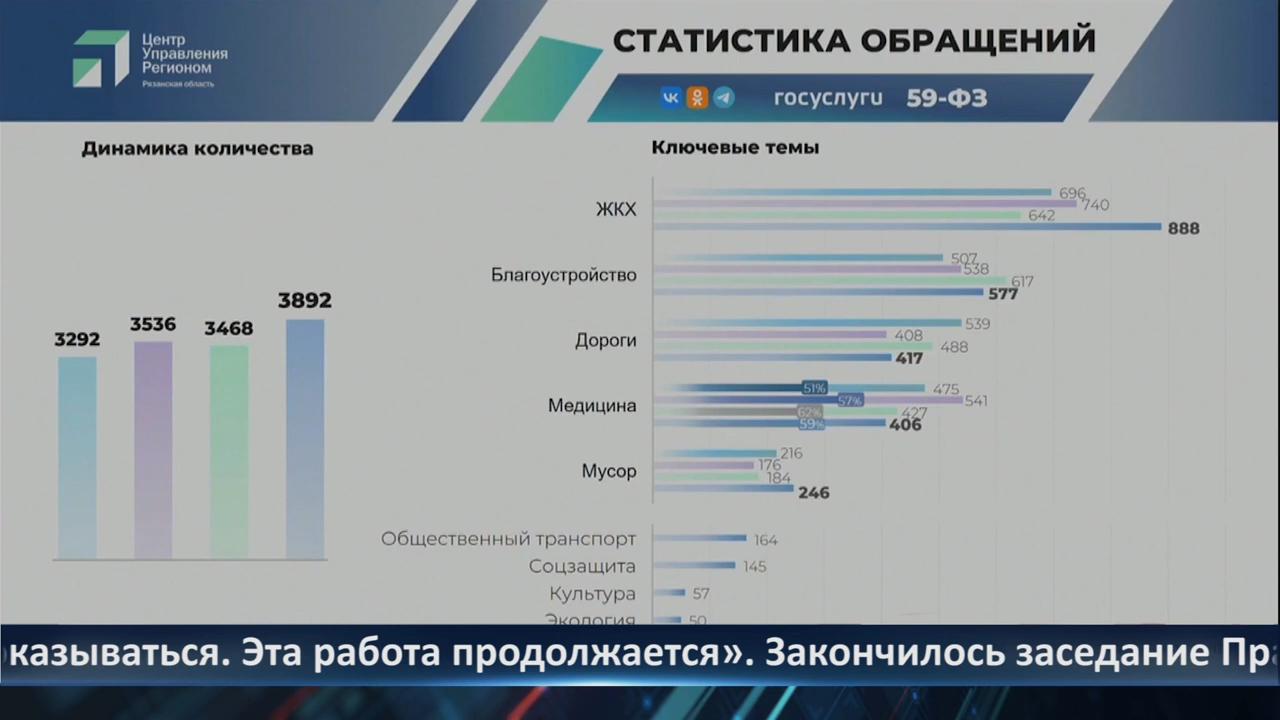 Центр
Управления
Регионом
Рязанская область
СТАТИСТИКА ОБРАЩЕНИЙ
госуслуги 59-ФЗ
Динамика количества
3292
3536
3468
3892
Ключевые темы
ЖКХ
696
740
642
888
Благоустройство
507
538
617
577
Дороги
539
408
488
417
Медицина
51%
475
57%
541
62%
427
59%
406
Мусор
216
176
184
246
Общественный транспорт 164
Соцзащита 145
Культура 57
Экология 50
казываться. Эта работа продолжается». Закончилось заседание Пра